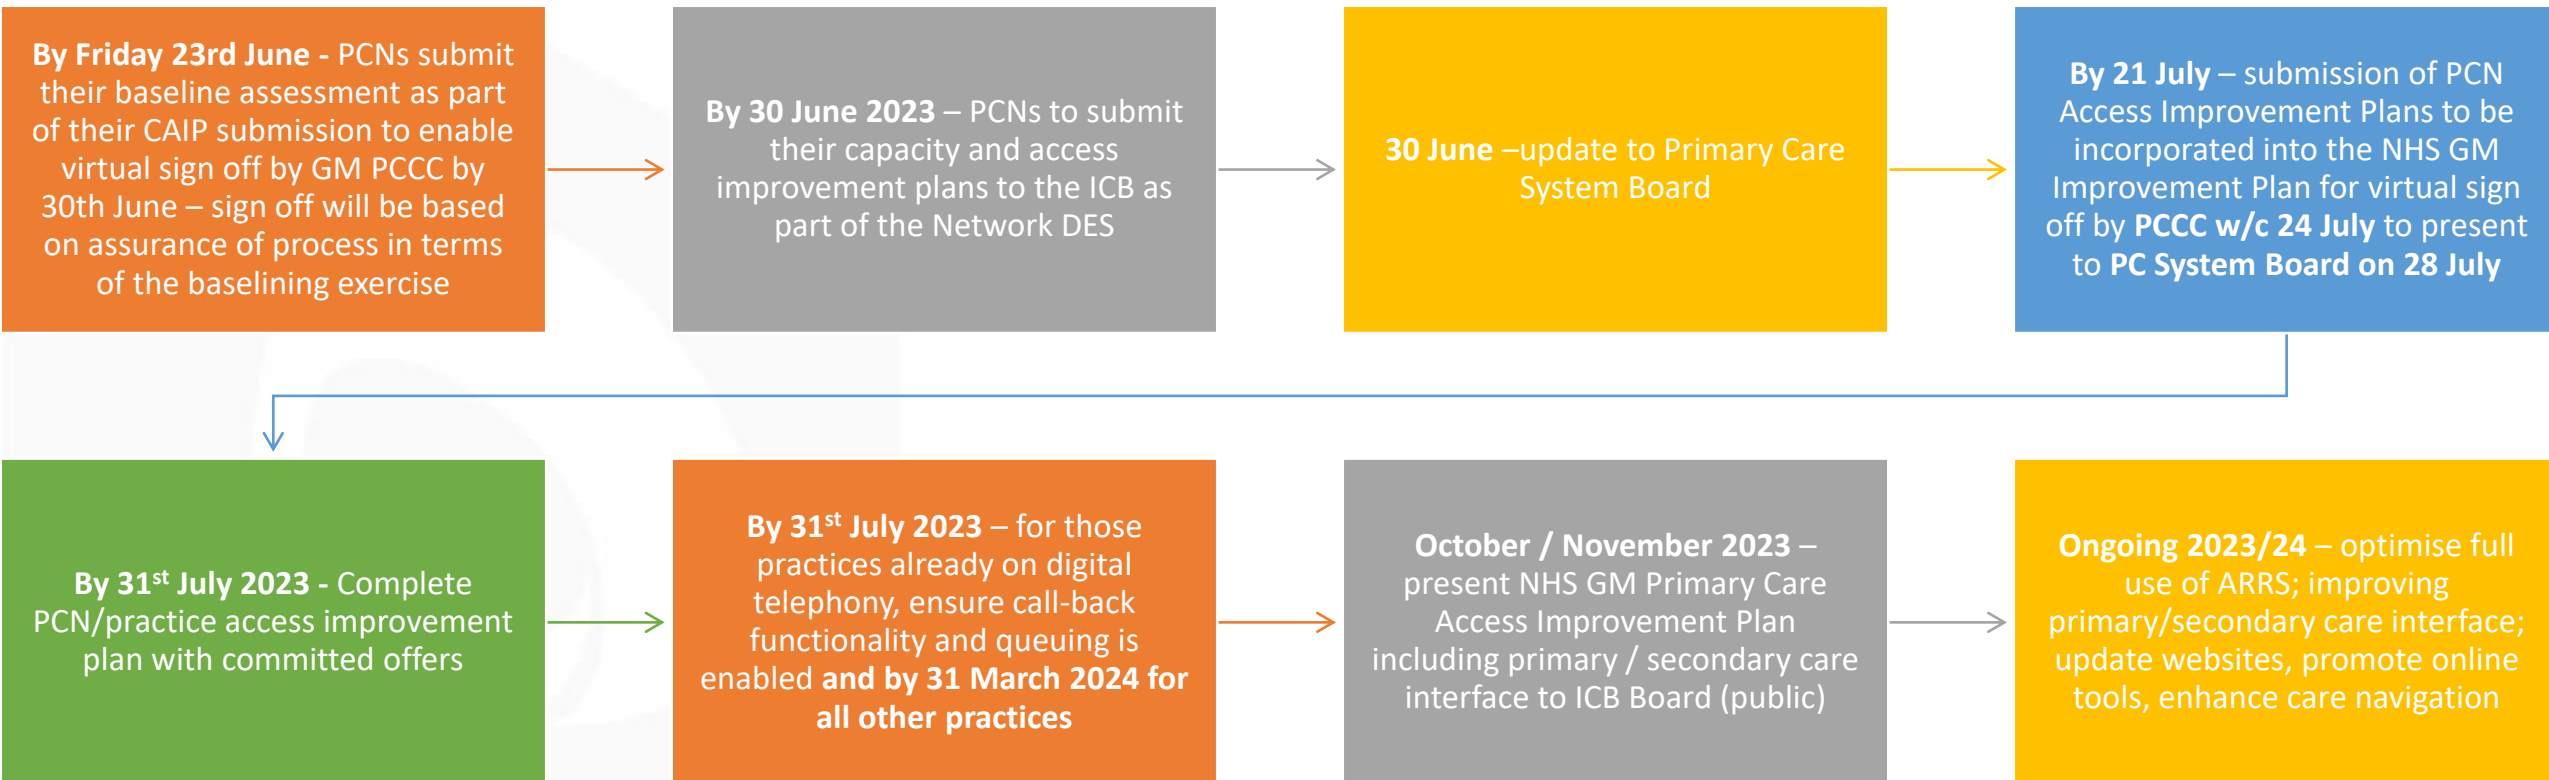 By Friday 23rd June - PCNs submit
their baseline assessment as part
of their CAIP submission to enable
virtual sign off by GM PCCC by
30th June – sign off will be based
on assurance of process in terms
of the baselining exercise
By 30 June 2023 – PCNs to submit
their capacity and access
improvement plans to the ICB as
part of the Network DES
30 June –update to Primary Care
System Board
By 21 July – submission of PCN
Access Improvement Plans to be
incorporated into the NHS GM
Improvement Plan for virtual sign
off by PCCC w/c 24 July to present
to PC System Board on 28 July
By 31st July 2023 - Complete
PCN/practice access improvement
plan with committed offers
By 31st July 2023 – for those
practices already on digital
telephony, ensure call-back
functionality and queuing is
enabled and by 31 March 2024 for
all other practices
October / November 2023 –
present NHS GM Primary Care
Access Improvement Plan
including primary / secondary care
interface to ICB Board (public)
Ongoing 2023/24 – optimise full
use of ARRS; improving
primary/secondary care interface;
update websites, promote online
tools, enhance care navigation